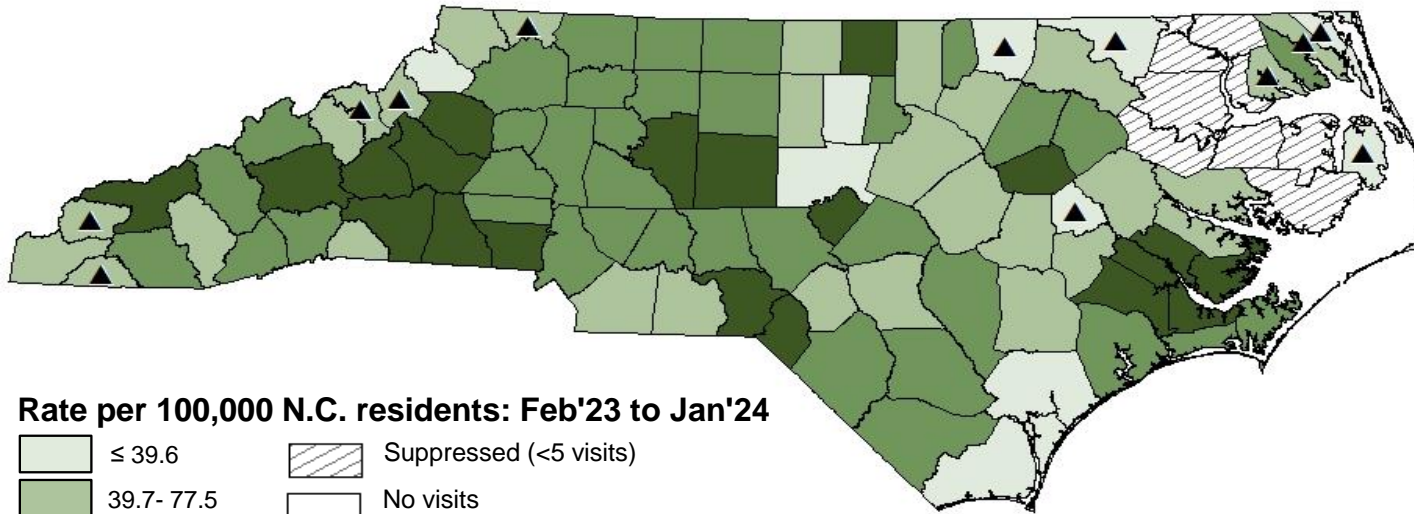 Rate per 100,000 N.C. residents: Feb'23 to Jan'24
≤ 39.6
Suppressed (<5 visits)
39.7- 77.5
No visits